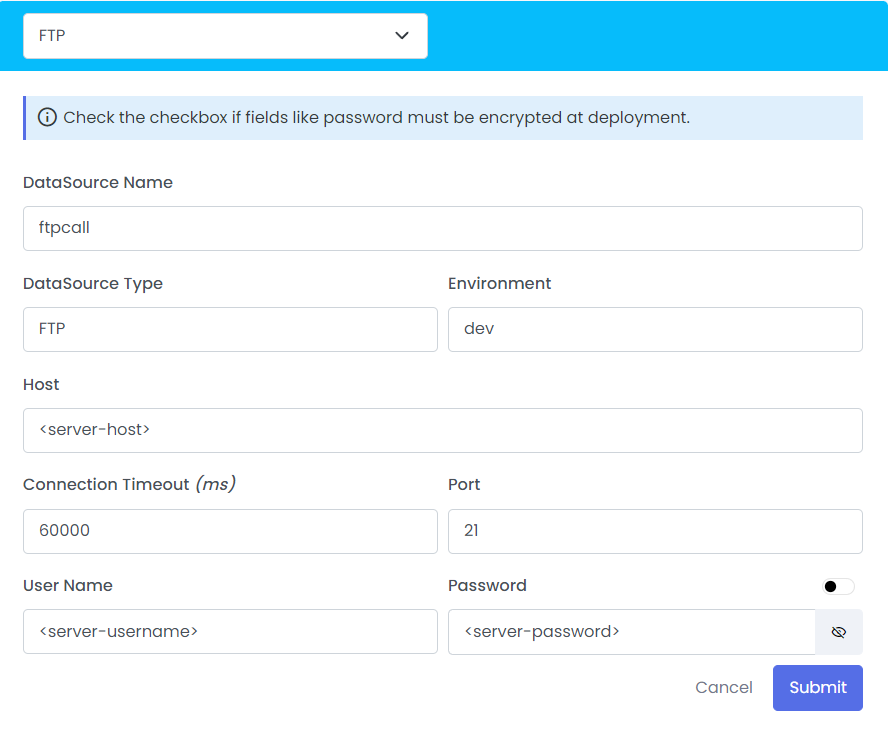 FTP
Check the checkbox if fields like password must be encrypted at deployment.
DataSource Name
ftpcall
DataSource Type Environment
FTP dev
Host
<server-host>
Connection Timeout (ms) Port
60000 21
User Name Password
<server-username> <server-password>
Cancel Submit